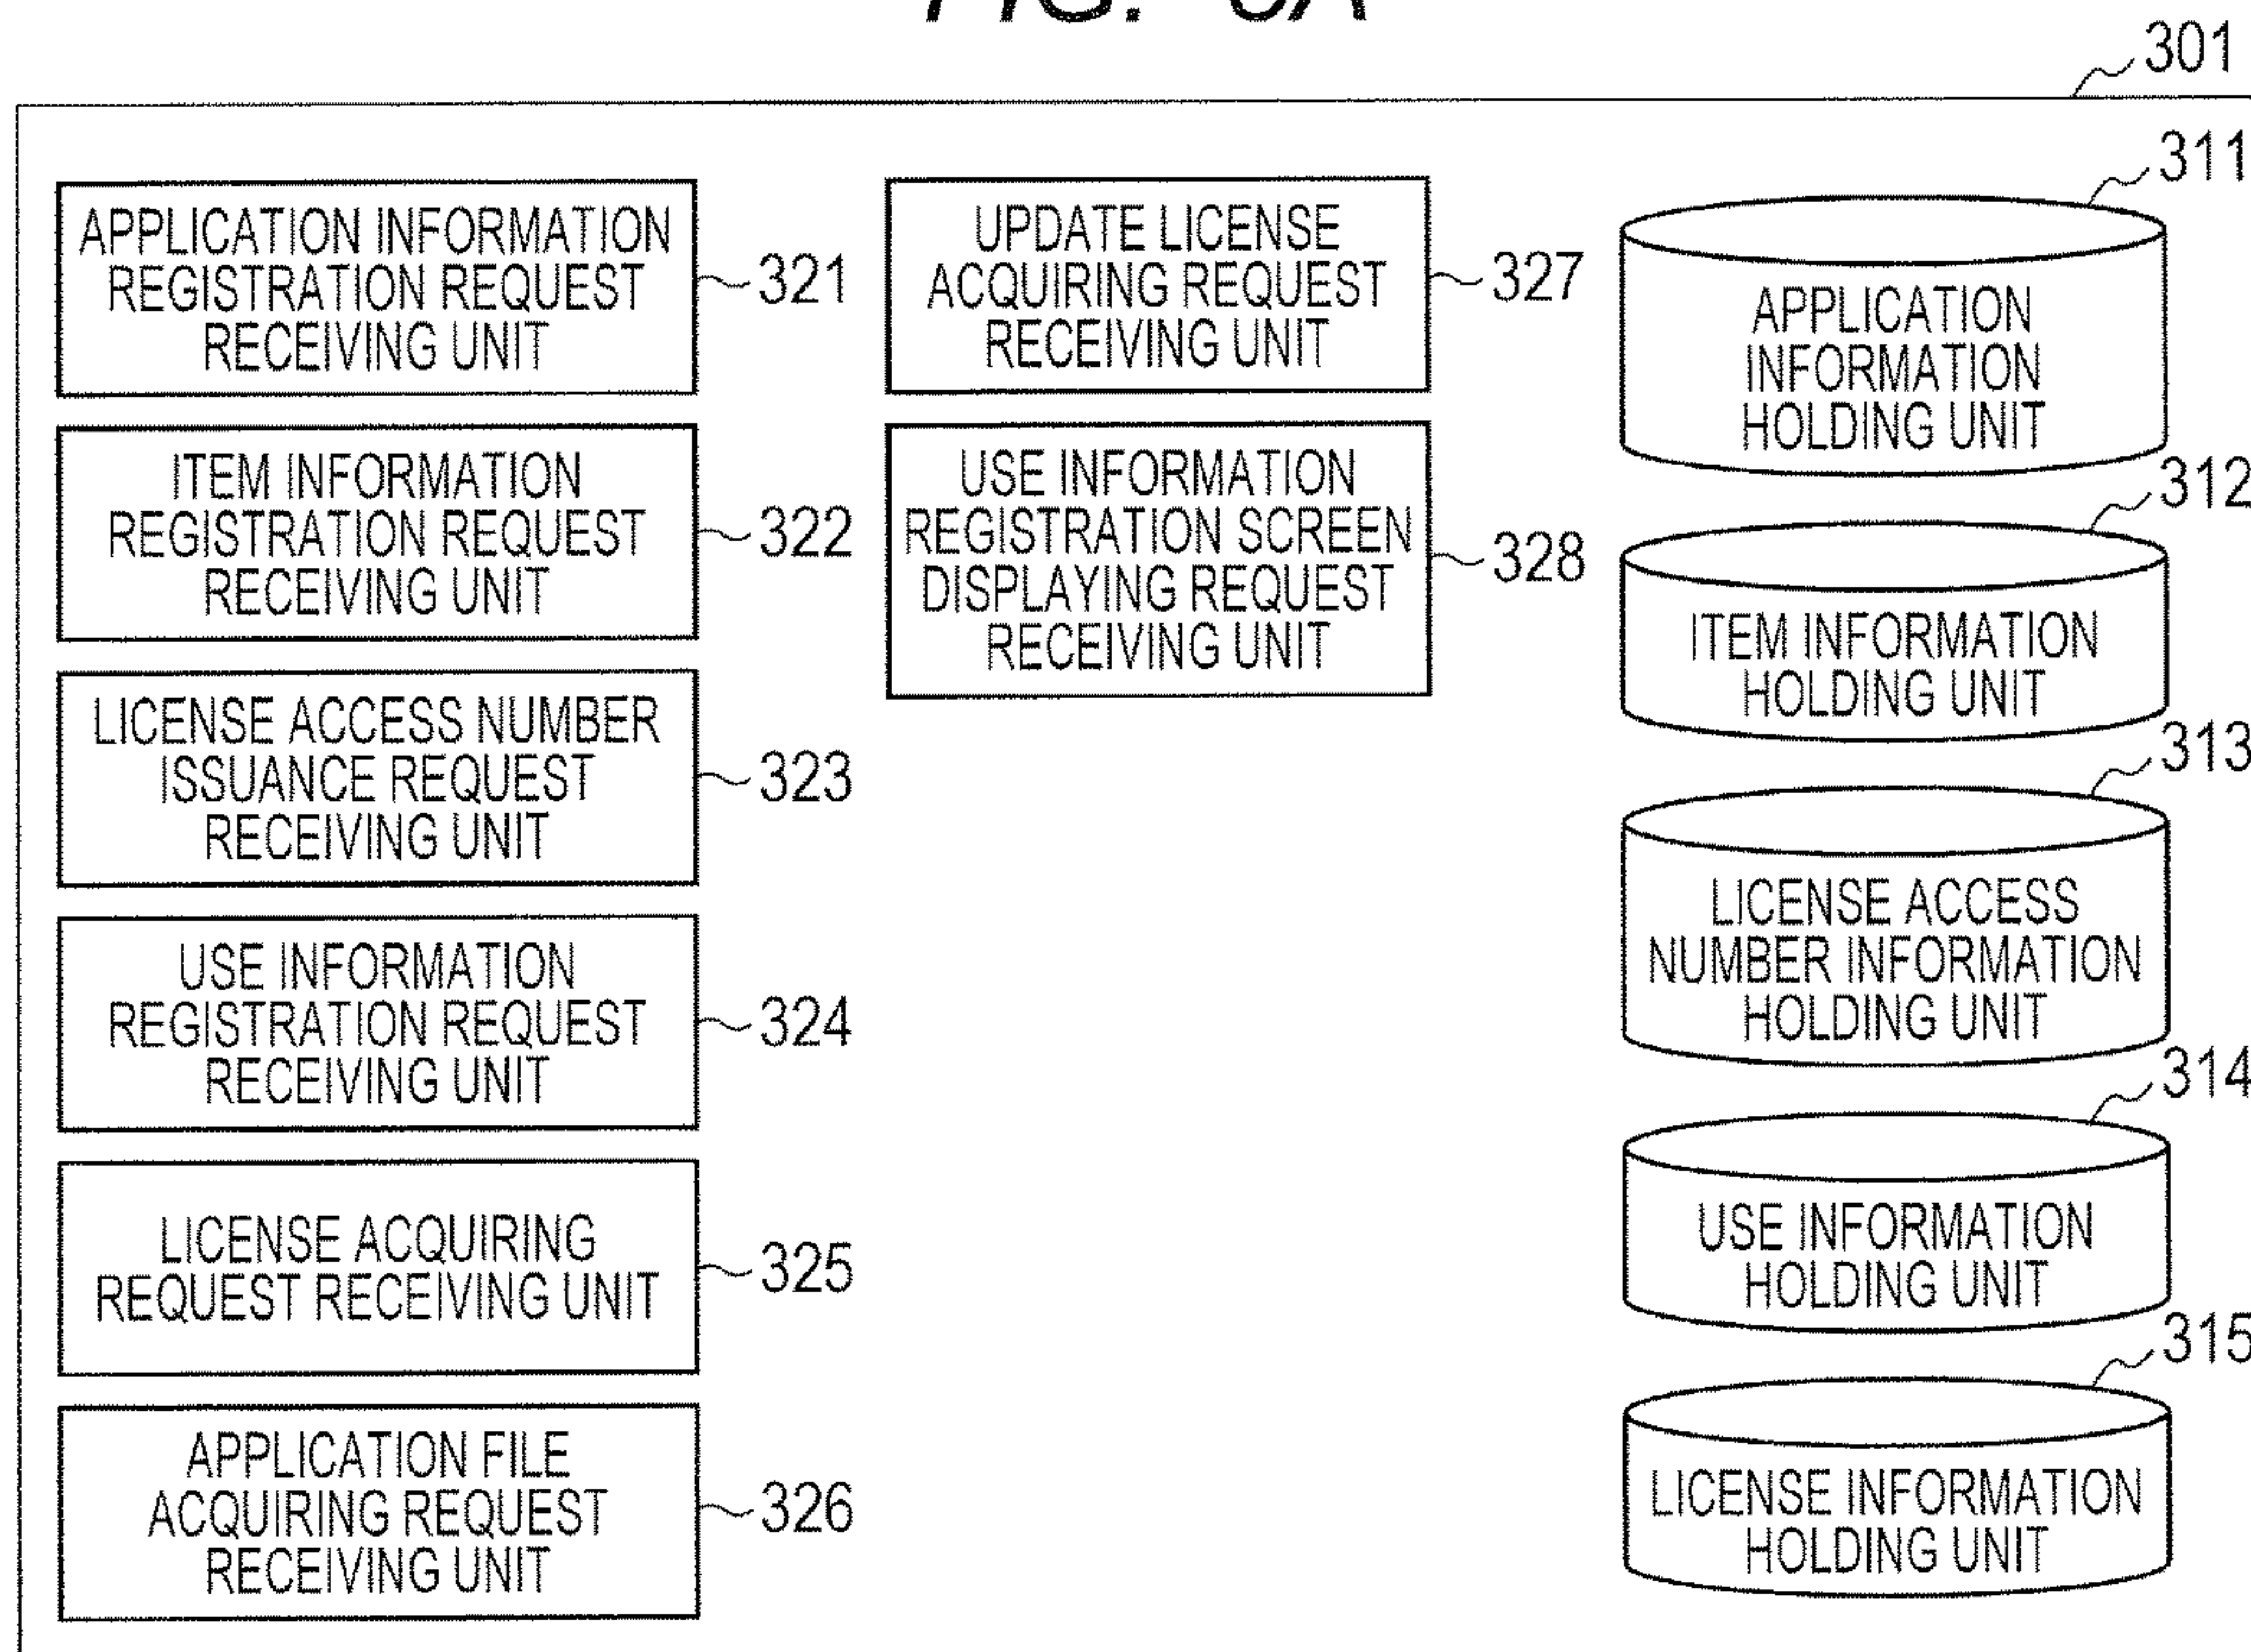 301
APPLICATION INFORMATION
REGISTRATION REQUEST
RECEIVING UNIT
321
ITEM INFORMATION
REGISTRATION REQUEST
RECEIVING UNIT
322
LICENSE ACCESS NUMBER
ISSUANCE REQUEST
RECEIVING UNIT
323
USE INFORMATION
REGISTRATION REQUEST
RECEIVING UNIT
324
LICENSE ACQUIRING
REQUEST RECEIVING UNIT
325
APPLICATION FILE
ACQUIRING REQUEST
RECEIVING UNIT
326
UPDATE LICENSE
ACQUIRING REQUEST
RECEIVING UNIT
327
USE INFORMATION
REGISTRATION SCREEN
DISPLAYING REQUEST
RECEIVING UNIT
328
311
APPLICATION
INFORMATION
HOLDING UNIT
312
ITEM INFORMATION
HOLDING UNIT
313
LICENSE ACCESS
NUMBER INFORMATION
HOLDING UNIT
314
USE INFORMATION
HOLDING UNIT
315
LICENSE INFORMATION
HOLDING UNIT